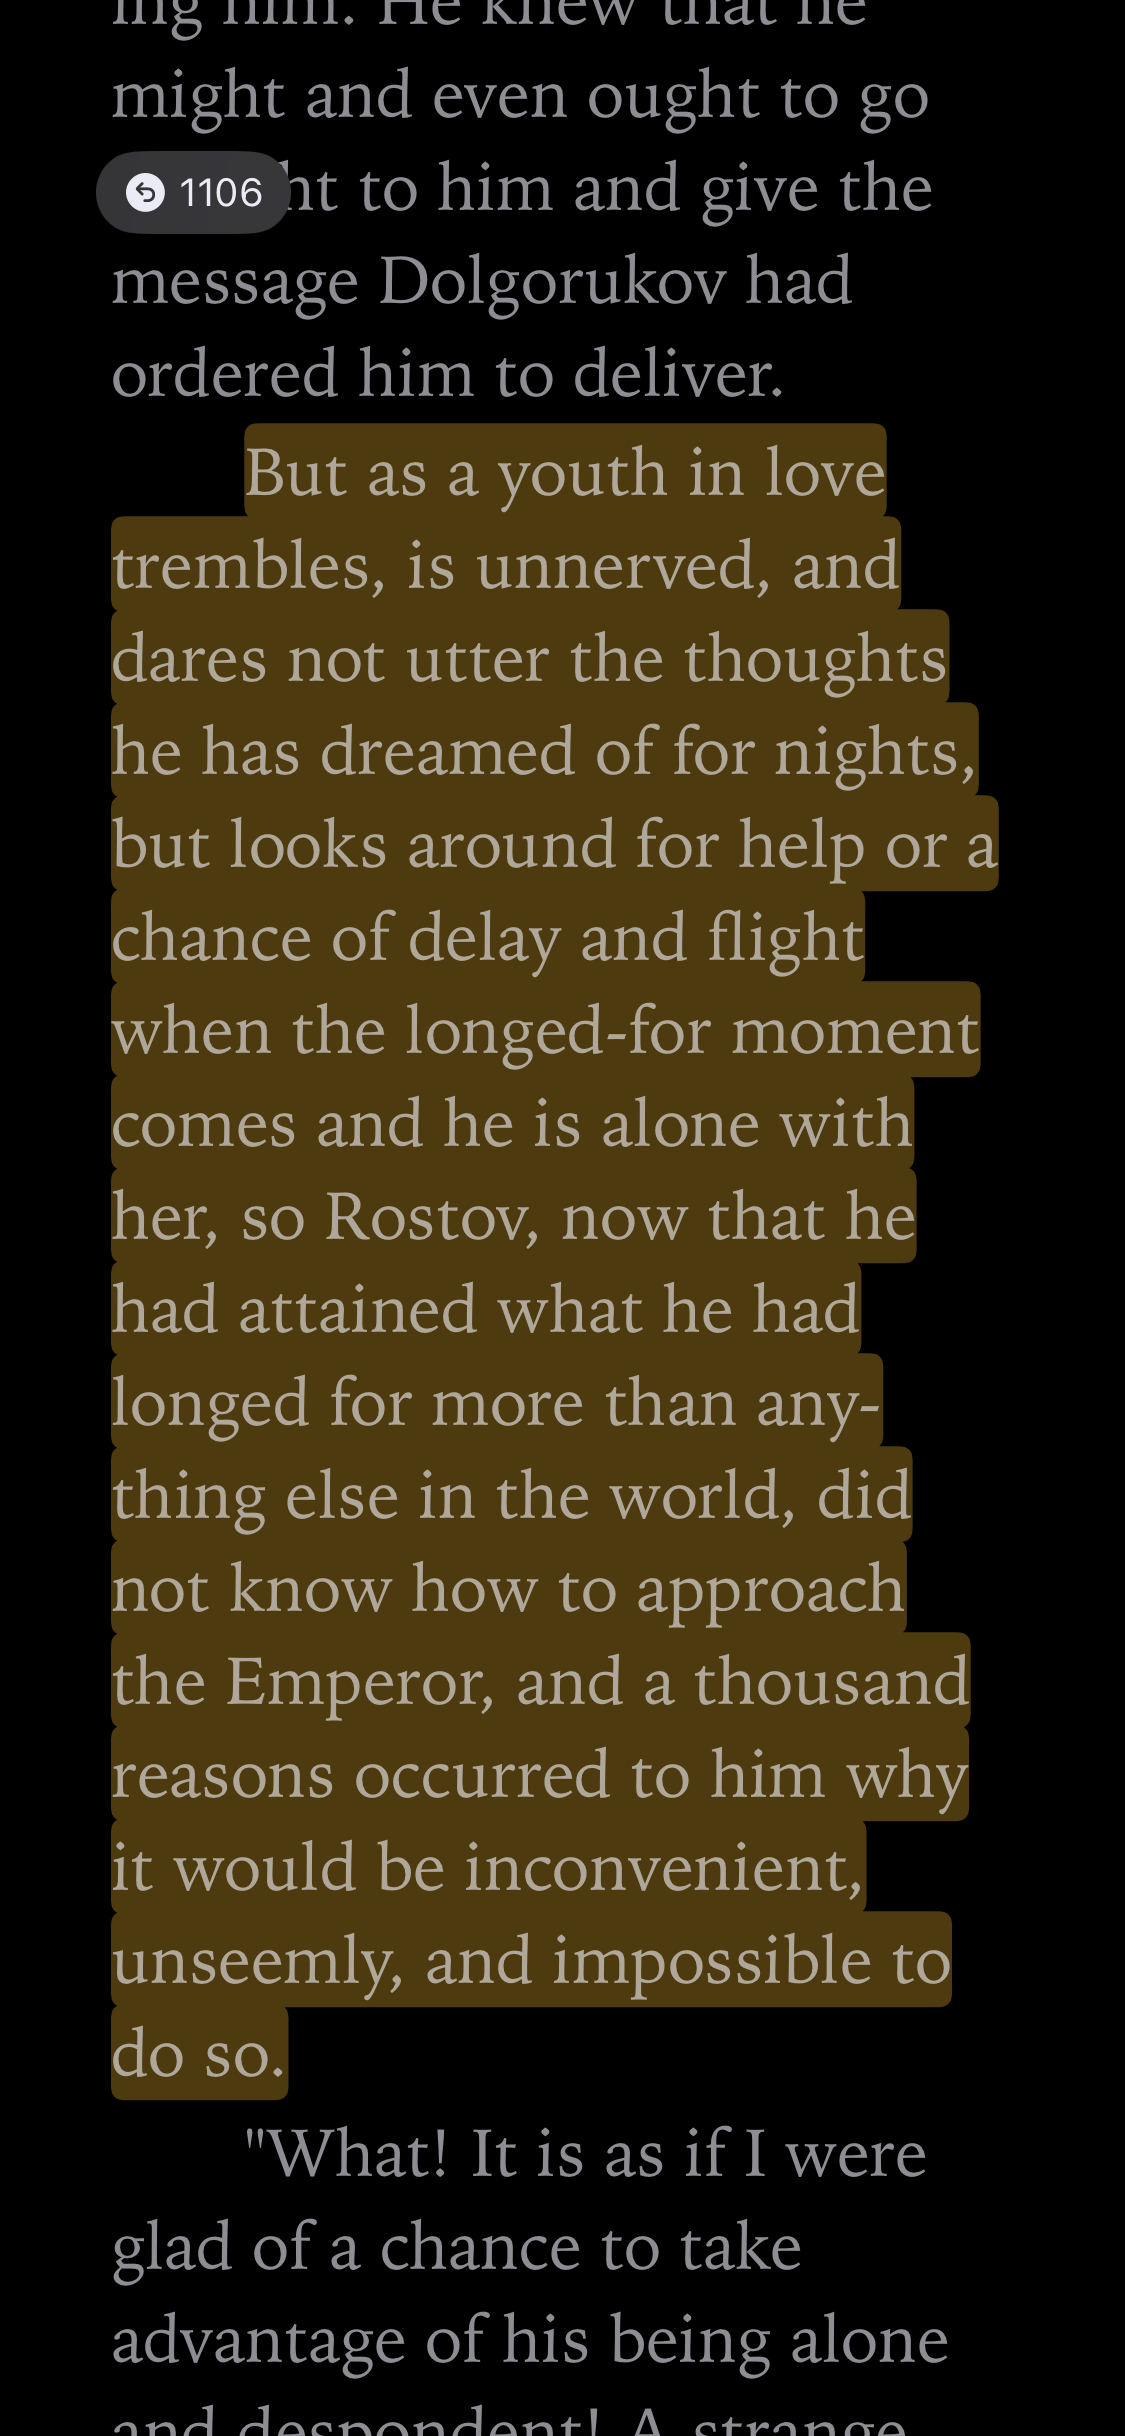 ing him. He knew that he
might and even ought to go
1106
ht to him and give the
message Dolgorukov had
ordered him to deliver.
But as a youth in love
trembles, is unnerved, and
dares not utter the thoughts
he has dreamed of for nights,
but looks around for help or a
chance of delay and flight
when the longed-for moment
comes and he is alone with
her, so Rostov, now that he
had attained what he had
longed for more than any-
thing else in the world, did
not know how to approach
the Emperor, and a thousand
reasons occurred to him why
it would be inconvenient,
unseemly, and impossible to
do so.
"What! It is as if I were
glad of a chance to take
advantage of his being alone
and despondent! A strange